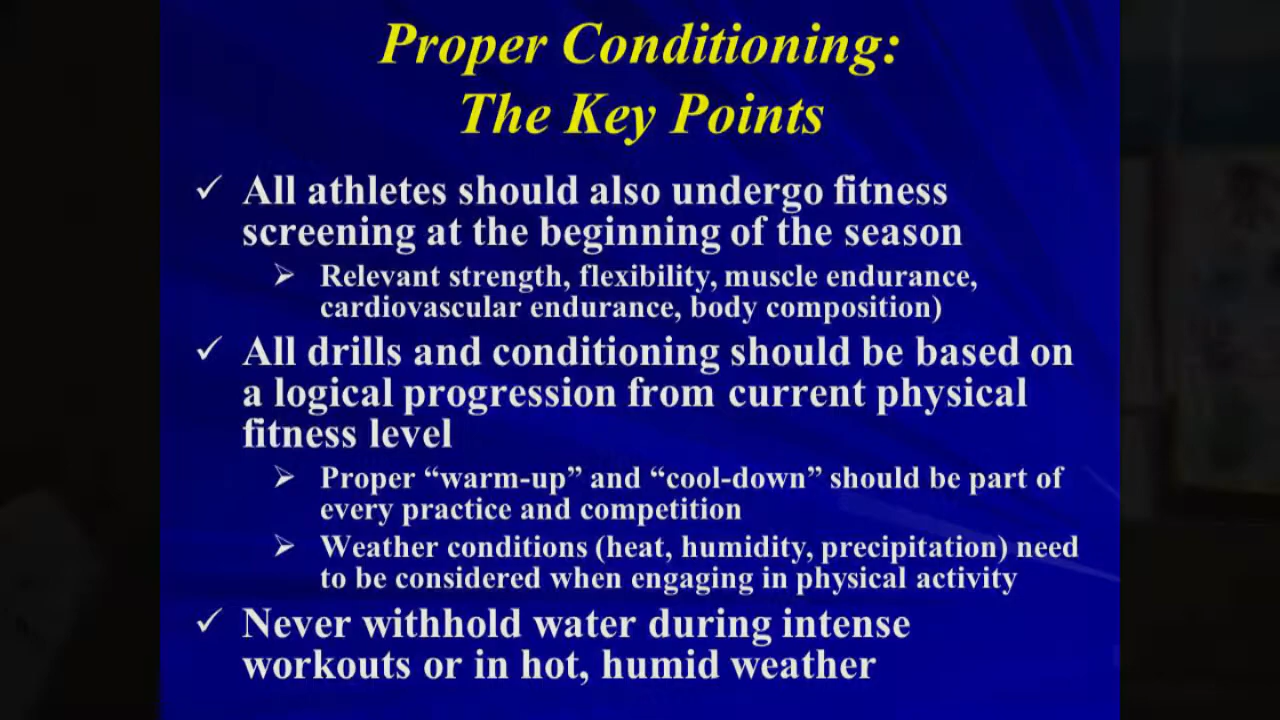 Proper Conditioning:
The Key Points
✓ All athletes should also undergo fitness
screening at the beginning of the season
➢ Relevant strength, flexibility, muscle endurance,
cardiovascular endurance, body composition)
✓ All drills and conditioning should be based on
a logical progression from current physical
fitness level
➢ Proper “warm-up” and “cool-down” should be part of
every practice and competition
➢ Weather conditions (heat, humidity, precipitation) need
to be considered when engaging in physical activity
✓ Never withhold water during intense
workouts or in hot, humid weather